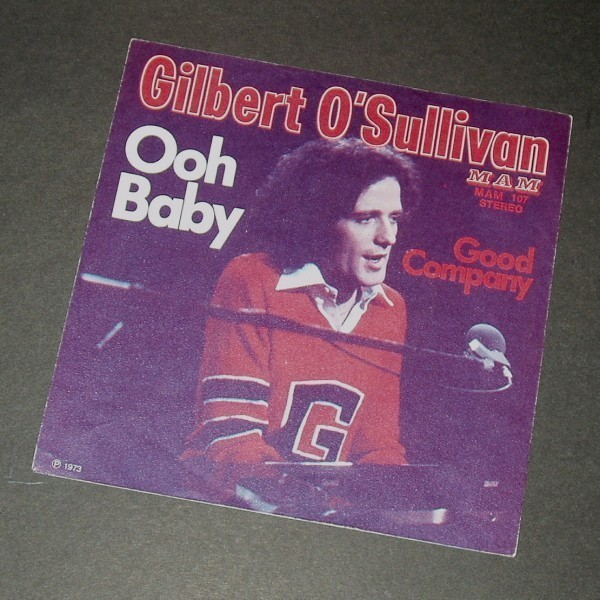 Gilbert O'Sullivan
Ooh
Baby
MAM
MAM 107
STEREO
Good
Company
G
℗ 1973